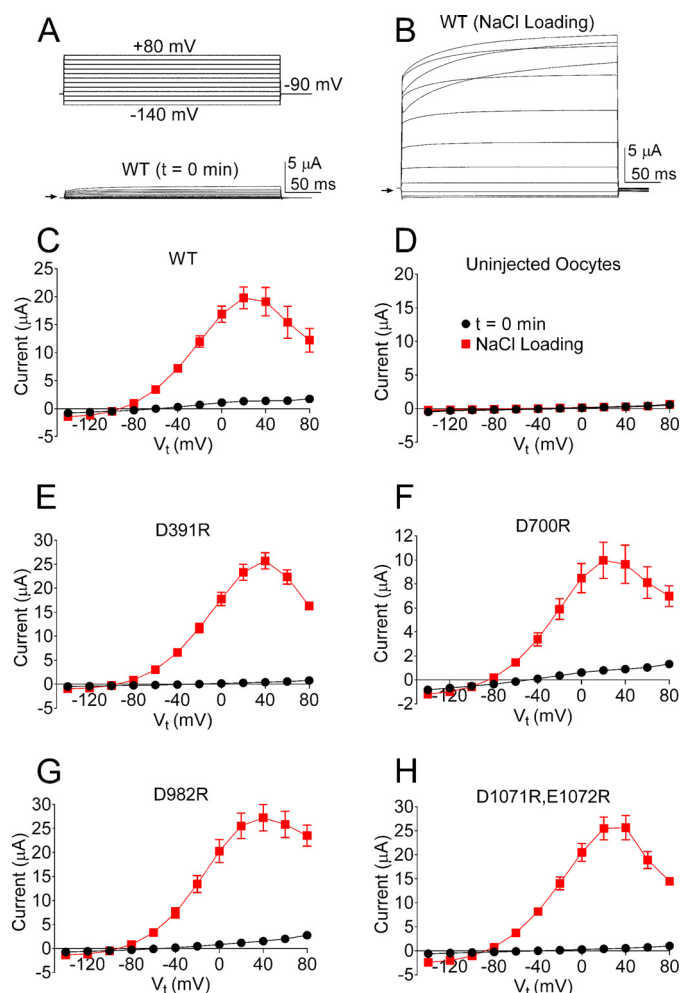 A
+80 mV
-90 mV
-140 mV
WT (t = 0 min)
5 µA
50 ms
B
WT (NaCl Loading)
5 µA
50 ms
C
WT
Current (µA)
25
20
15
10
5
0
-5
-120 -80 -40 0 40 80
Vt (mV)
D
Uninjected Oocytes
t = 0 min
NaCl Loading
Current (µA)
20
15
10
5
0
-5
-120 -80 -40 0 40 80
Vt (mV)
E
D391R
Current (µA)
30
25
20
15
10
5
0
-5
-120 -80 -40 0 40 80
Vt (mV)
F
D700R
Current (µA)
12
10
8
6
4
2
0
-2
-120 -80 -40 0 40 80
Vt (mV)
G
D982R
Current (µA)
30
25
20
15
10
5
0
-5
-120 -80 -40 0 40 80
Vt (mV)
H
D1071R,E1072R
Current (µA)
30
25
20
15
10
5
0
-5
-120 -80 -40 0 40 80
Vt (mV)